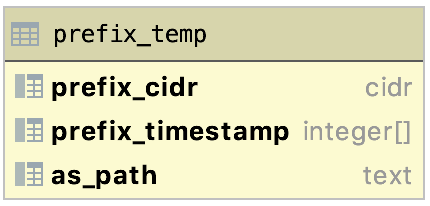 prefix_temp
prefix_cidr cidr
prefix_timestamp integer[]
as_path text